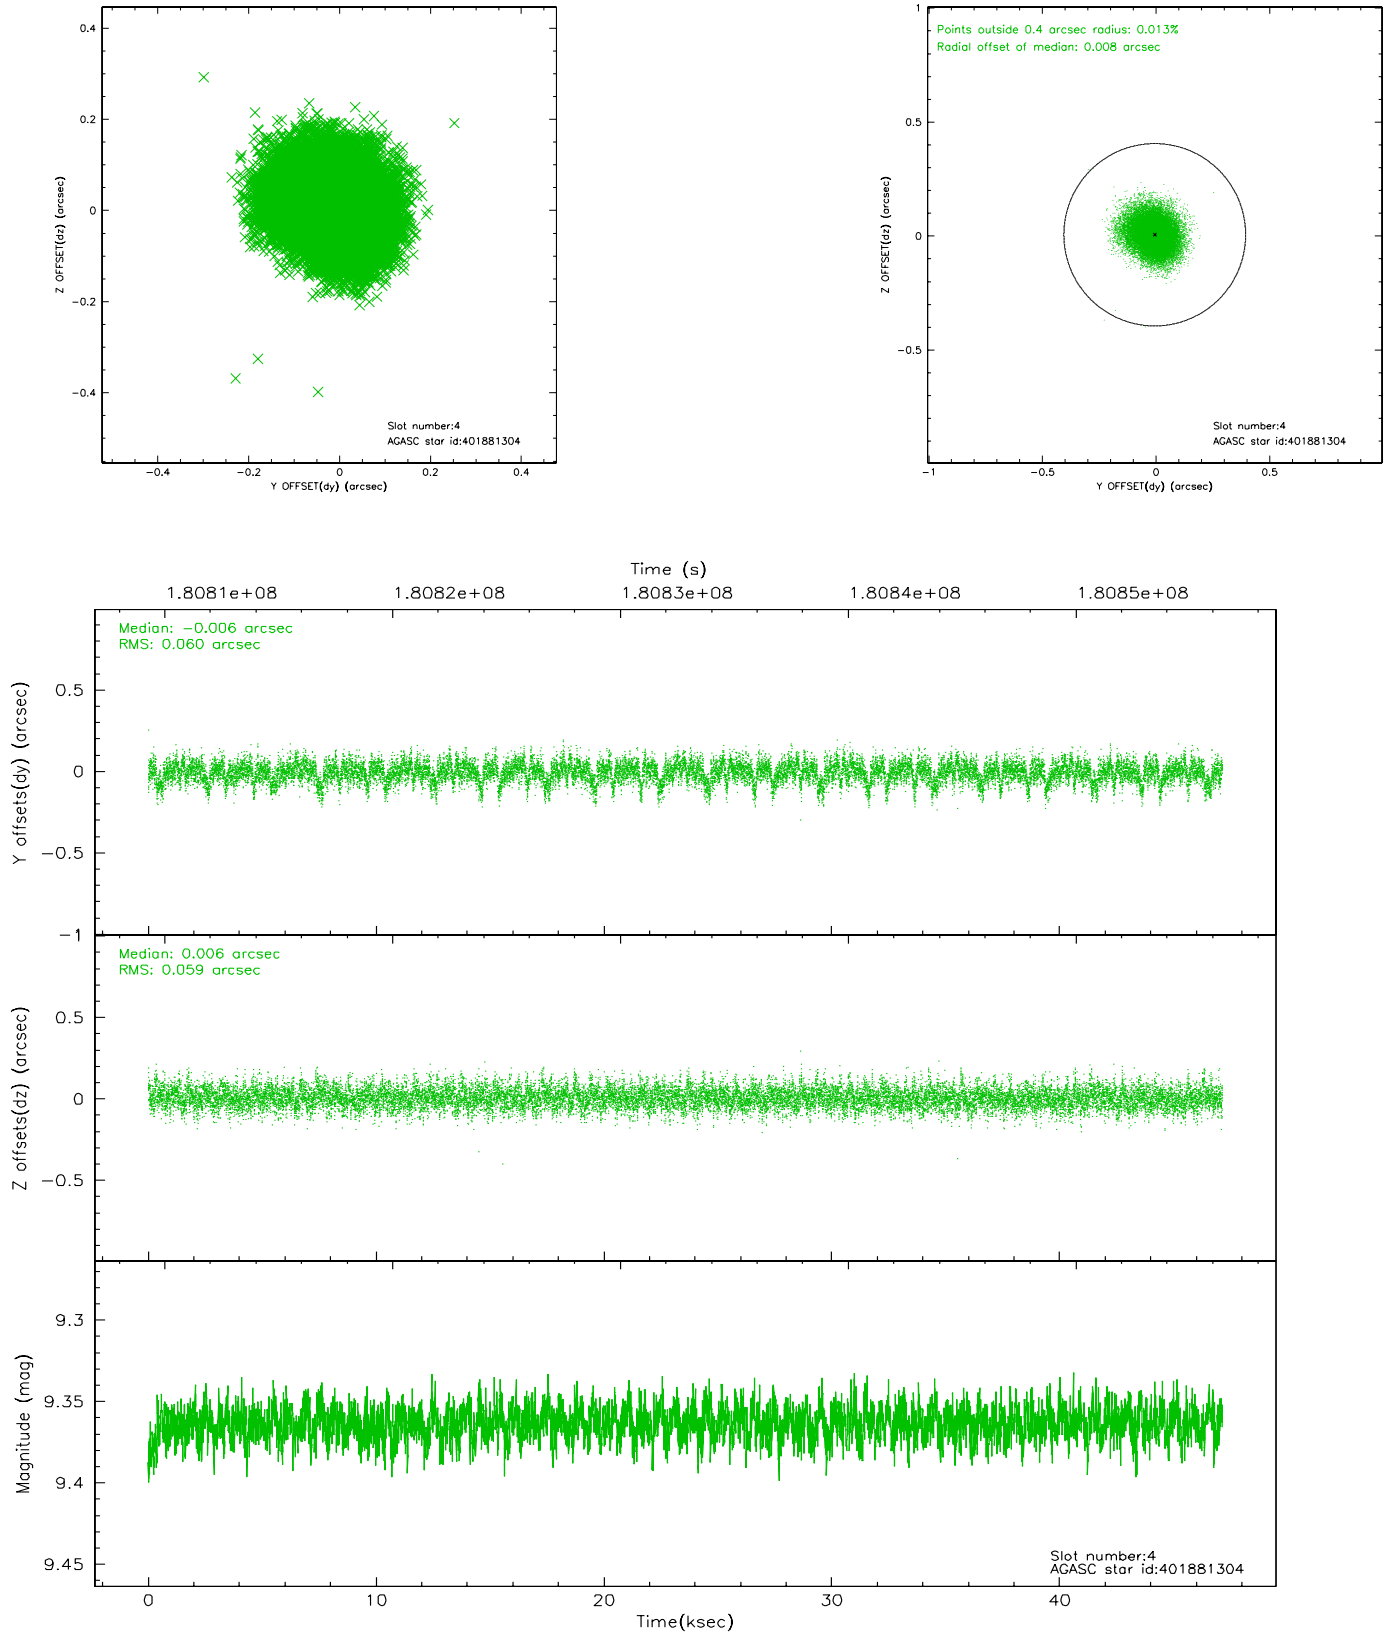 0.4
0.2
0
−0.2
−0.4
Z OFFSET(dz) (arcsec)
Slot number:4
AGASC star id:401881304
−0.4 −0.2 0 0.2 0.4
Y OFFSET(dy) (arcsec)
Points outside 0.4 arcsec radius: 0.013%
Radial offset of median: 0.008 arcsec
1
0.5
0
−0.5
Z OFFSET(dz) (arcsec)
Slot number:4
AGASC star id:401881304
−1 −0.5 0 0.5
Y OFFSET(dy) (arcsec)
Time (s)
1.8081e+08 1.8082e+08 1.8083e+08 1.8084e+08 1.8085e+08
Median: −0.006 arcsec
RMS: 0.060 arcsec
0.5
0
−0.5
−1
Y offsets(dy) (arcsec)
Median: 0.006 arcsec
RMS: 0.059 arcsec
0.5
0
−0.5
Z offsets(dz) (arcsec)
9.3
9.35
9.4
9.45
Magnitude (mag)
Slot number:4
AGASC star id:401881304
0 10 20 30 40
Time(ksec)